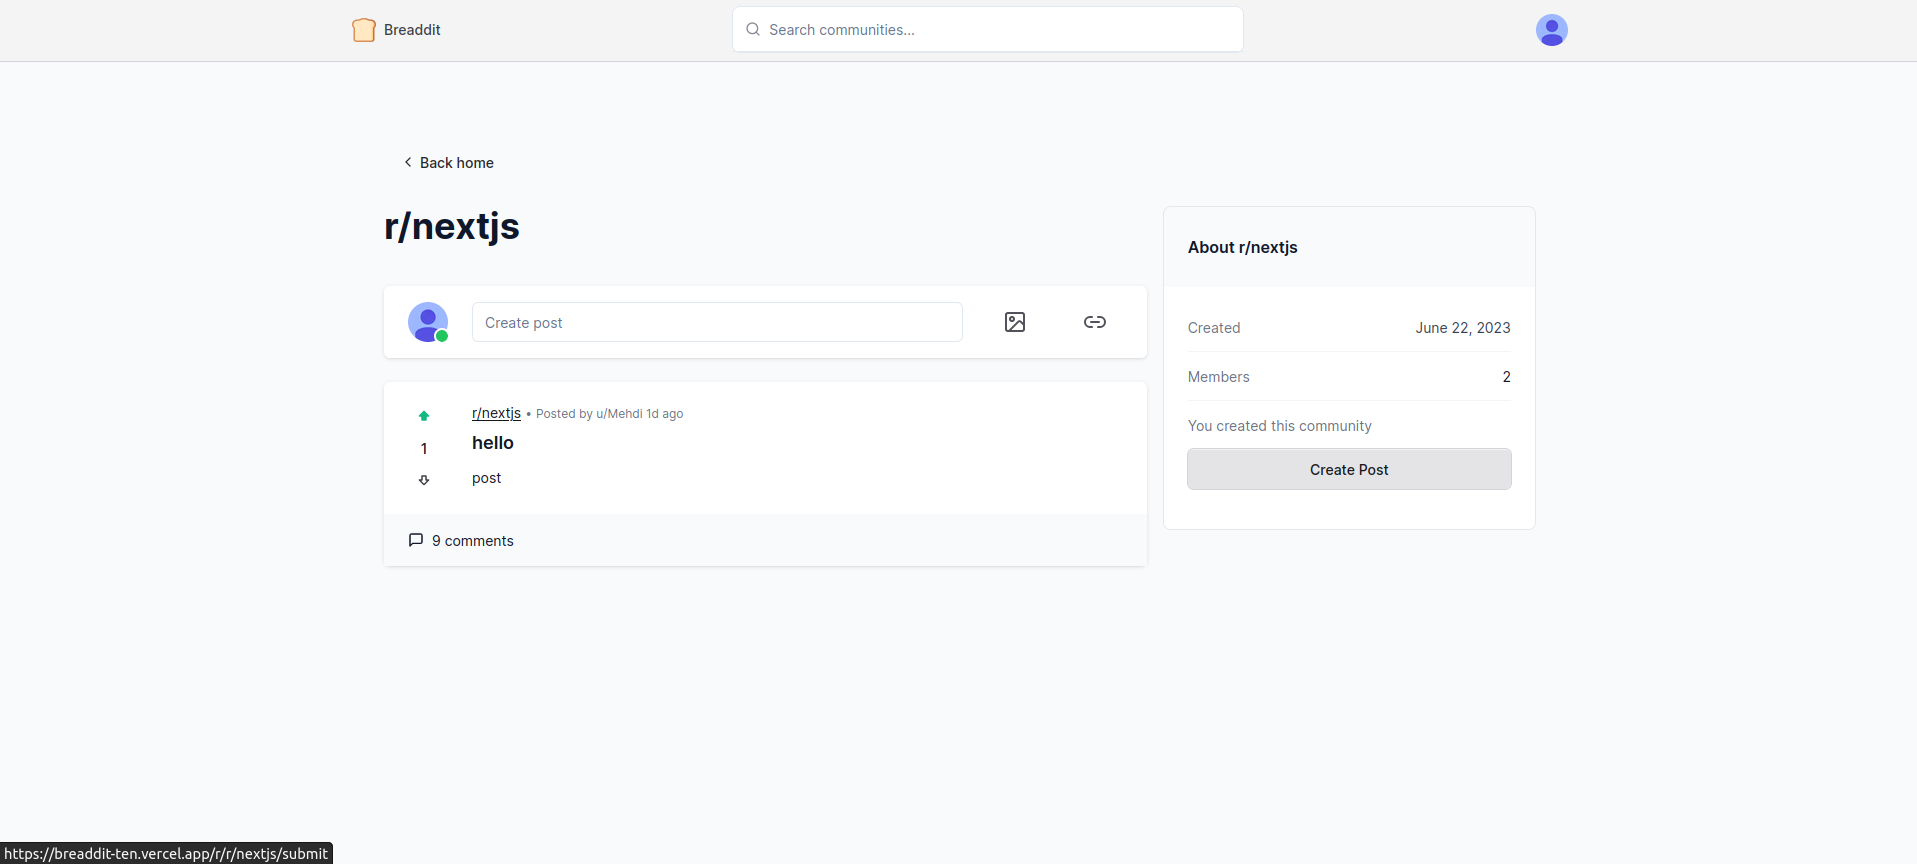 Breaddit
Search communities...
Back home
r/nextjs
Create post
r/nextjs • Posted by u/Mehdi 1d ago
1
hello
post
9 comments
About r/nextjs
Created June 22, 2023
Members 2
You created this community
Create Post
https://breaddit-ten.vercel.app/r/r/nextjs/submit